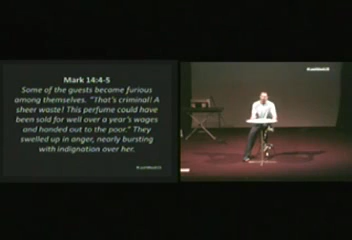 Mark 14:4-5
Some of the guests became furious
among themselves. "That's criminal! A
sheer waste! This perfume could have
been sold for well over a year's wages
and handed out to the poor." They
swelled up in anger, nearly bursting
with indignation over her.